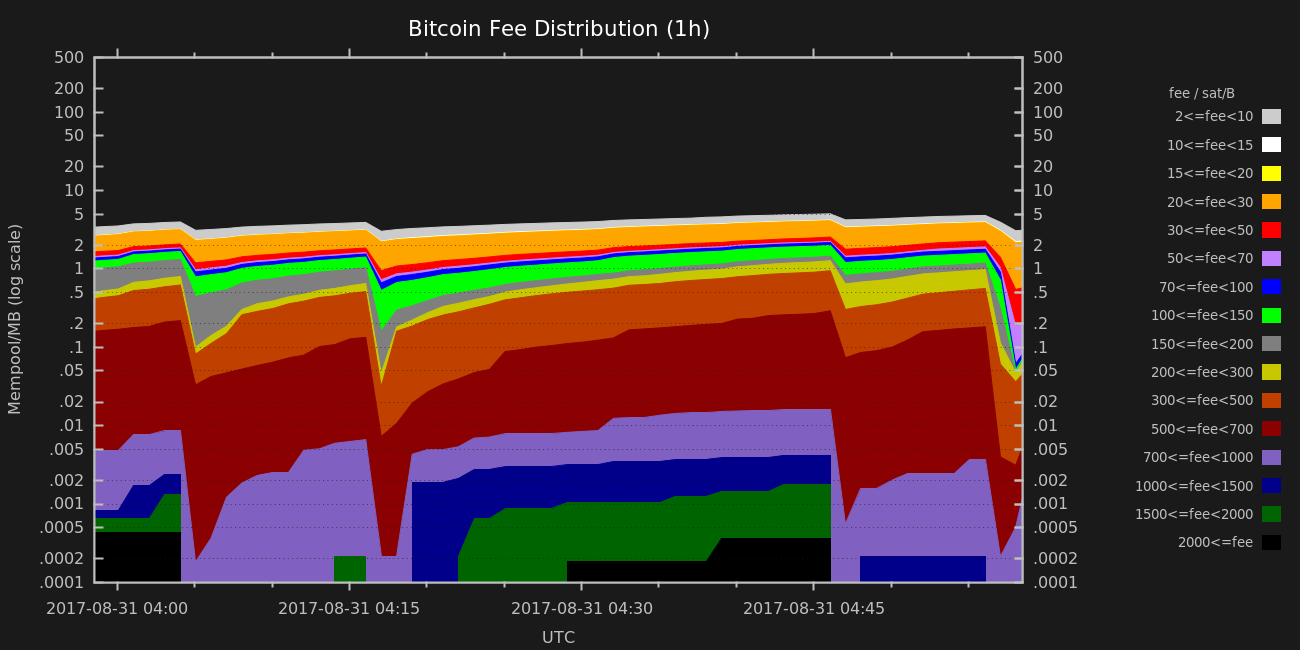 Bitcoin Fee Distribution (1h)
500
200
100
50
20
10
5
2
1
.5
.2
.1
.05
.02
.01
.005
.002
.001
.0005
.0002
.0001
Mempool/MB (log scale)
500
200
100
50
20
10
5
2
1
.5
.2
.1
.05
.02
.01
.005
.002
.001
.0005
.0002
.0001
2017-08-31 04:00
2017-08-31 04:15
2017-08-31 04:30
2017-08-31 04:45
UTC
fee / sat/B
2<=fee<10
10<=fee<15
15<=fee<20
20<=fee<30
30<=fee<50
50<=fee<70
70<=fee<100
100<=fee<150
150<=fee<200
200<=fee<300
300<=fee<500
500<=fee<700
700<=fee<1000
1000<=fee<1500
1500<=fee<2000
2000<=fee